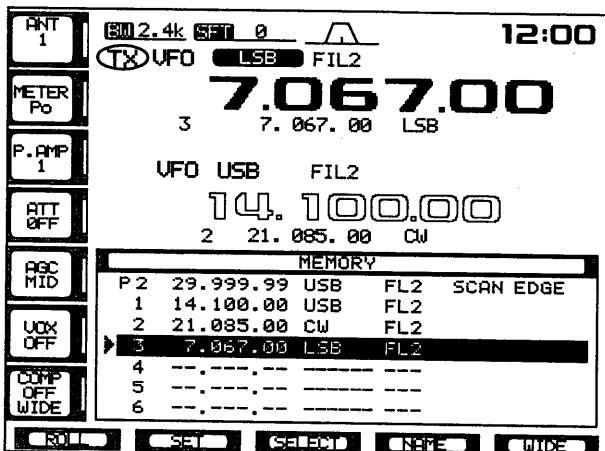 ANT
1
BW 2.4k SFT 0
12:00
TX VFO LSB FIL2
METER
Po
7.067.00
3 7.067.00 LSB
P.AMP
1
VFO USB FIL2
ATT
OFF
14.100.00
2 21.085.00 CW
AGC
MID
MEMORY
P2 29.999.99 USB FL2 SCAN EDGE
1 14.100.00 USB FL2
2 21.085.00 CW FL2
VOX
OFF
3 7.067.00 LSB FL2
4 --.---.-- ------ ---
COMP
OFF
WIDE
5 --.---.-- ------ ---
6 --.---.-- ------ ---
ROLL SET SELECT NAME WIDE